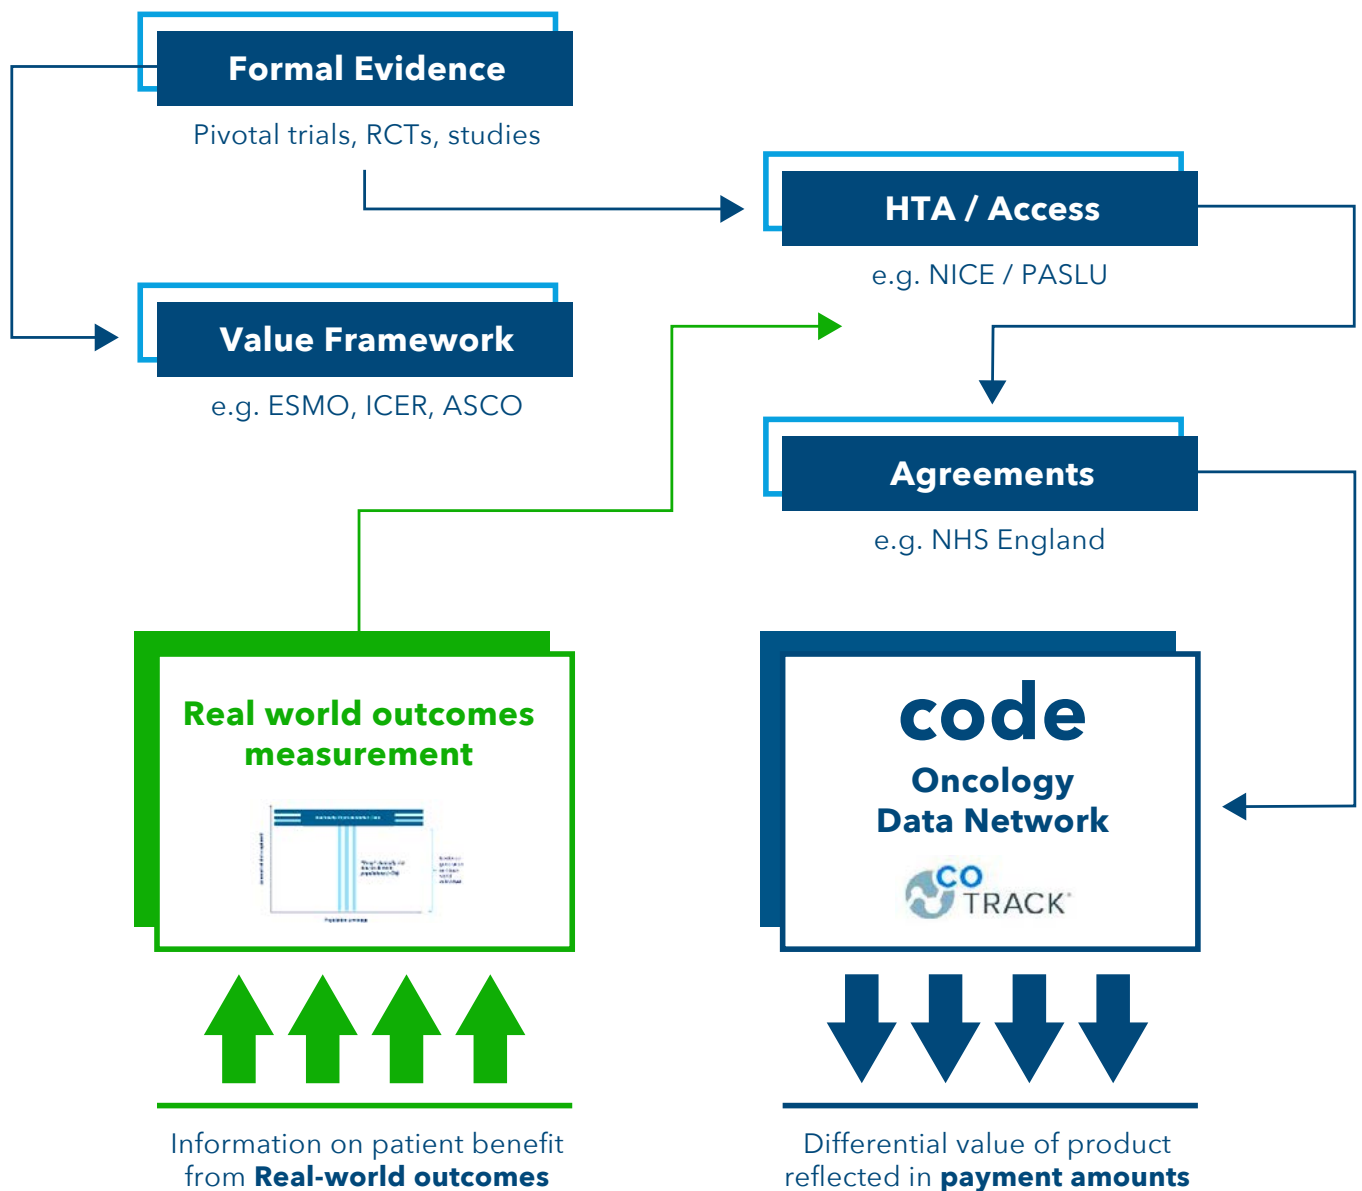 Formal Evidence
Pivotal trials, RCTs, studies
HTA / Access
e.g. NICE / PASLU
Value Framework
e.g. ESMO, ICER, ASCO
Agreements
e.g. NHS England
Real world outcomes
measurement
code
Oncology
Data Network
CO
TRACK
Information on patient benefit
from Real-world outcomes
Differential value of product
reflected in payment amounts